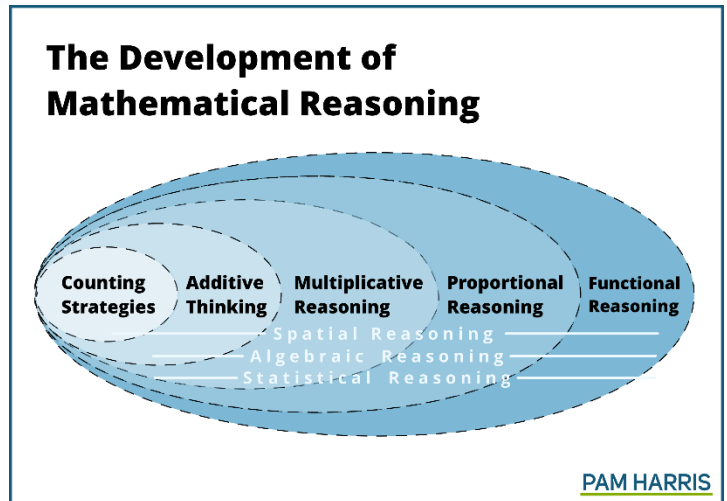 The Development of
Mathematical Reasoning
Counting
Strategies
Additive
Thinking
Multiplicative
Reasoning
Proportional
Reasoning
Functional
Reasoning
Spatial Reasoning
Algebraic Reasoning
Statistical Reasoning
PAM HARRIS